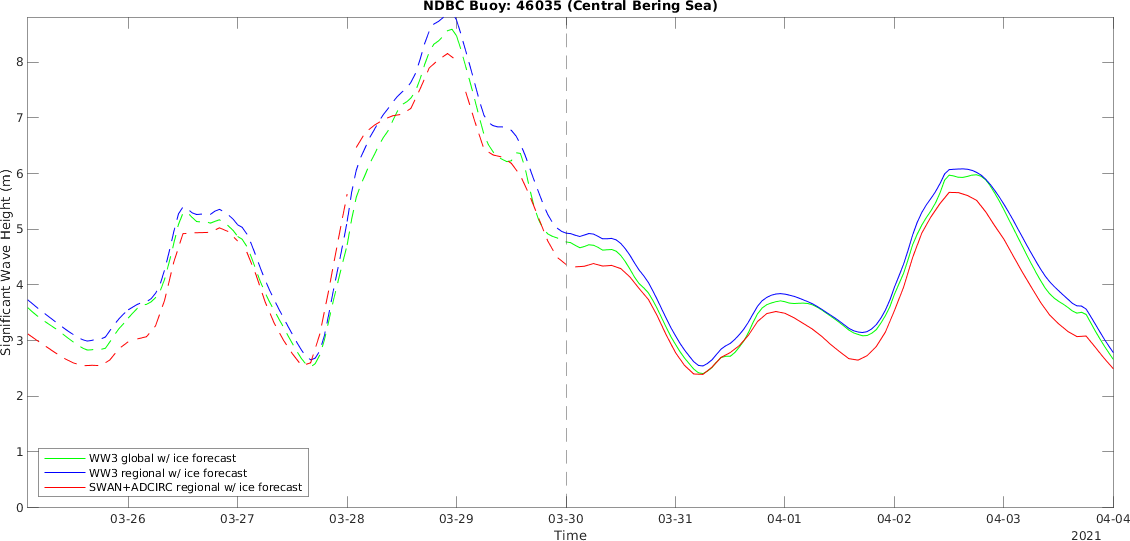 NDBC Buoy: 46035 (Central Bering Sea)
Significant Wave Height (m)
8
7
6
5
4
3
2
1
0
WW3 global w/ ice forecast
WW3 regional w/ ice forecast
SWAN+ADCIRC regional w/ ice forecast
03-26 03-27 03-28 03-29 03-30 03-31 04-01 04-02 04-03 04-04
Time
2021